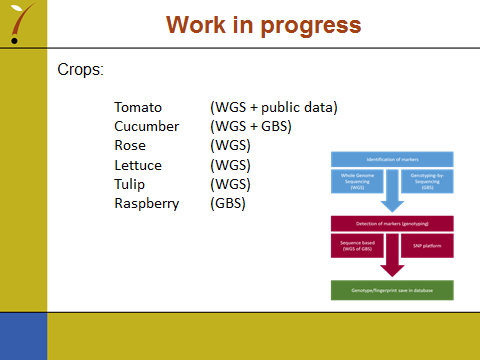 Work in progress
Crops:
Tomato (WGS + public data)
Cucumber (WGS + GBS)
Rose (WGS)
Lettuce (WGS)
Tulip (WGS)
Raspberry (GBS)
Identification of markers
Whole Genome
Sequencing
(WGS)
Genotyping-by-
Sequencing
(GBS)
Detection of markers (genotyping)
Sequence based
(WGS of GBS)
SNP platform
Genotype/fingerprint save in database